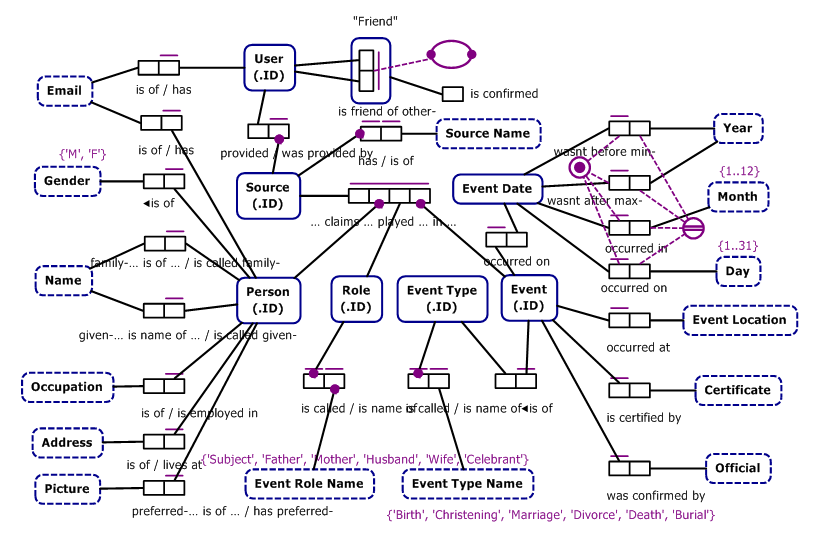 "Friend"
User
(.ID)
Email
is of / has
is confirmed
is friend of other-
is of / has
Source Name
Year
{'M', 'F'}
provided / was provided by
has / is of
wasnt before min-
Gender
Source
(.ID)
Event Date
{1..12}
Month
◄is of
wasnt after max-
... claims ... played ... in ...
{1..31}
occurred in
family-... is of ... / is called family-
occurred on
Name
Day
occurred on
Person
(.ID)
Role
(.ID)
Event Type
(.ID)
Event
(.ID)
Event Location
given-... is name of ... / is called given-
occurred at
Occupation
Certificate
is of / is employed in
is called / is name of
is called / is name of
◄is of
is certified by
Address
is of / lives at
{'Subject', 'Father', 'Mother', 'Husband', 'Wife', 'Celebrant'}
Official
Picture
Event Role Name
Event Type Name
was confirmed by
preferred-... is of ... / has preferred-
{'Birth', 'Christening', 'Marriage', 'Divorce', 'Death', 'Burial'}